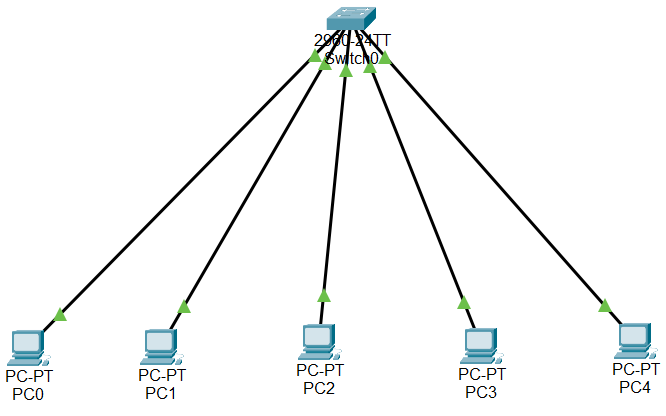 2960-24TT
Switch0
PC-PT
PC0
PC-PT
PC1
PC-PT
PC2
PC-PT
PC3
PC-PT
PC4